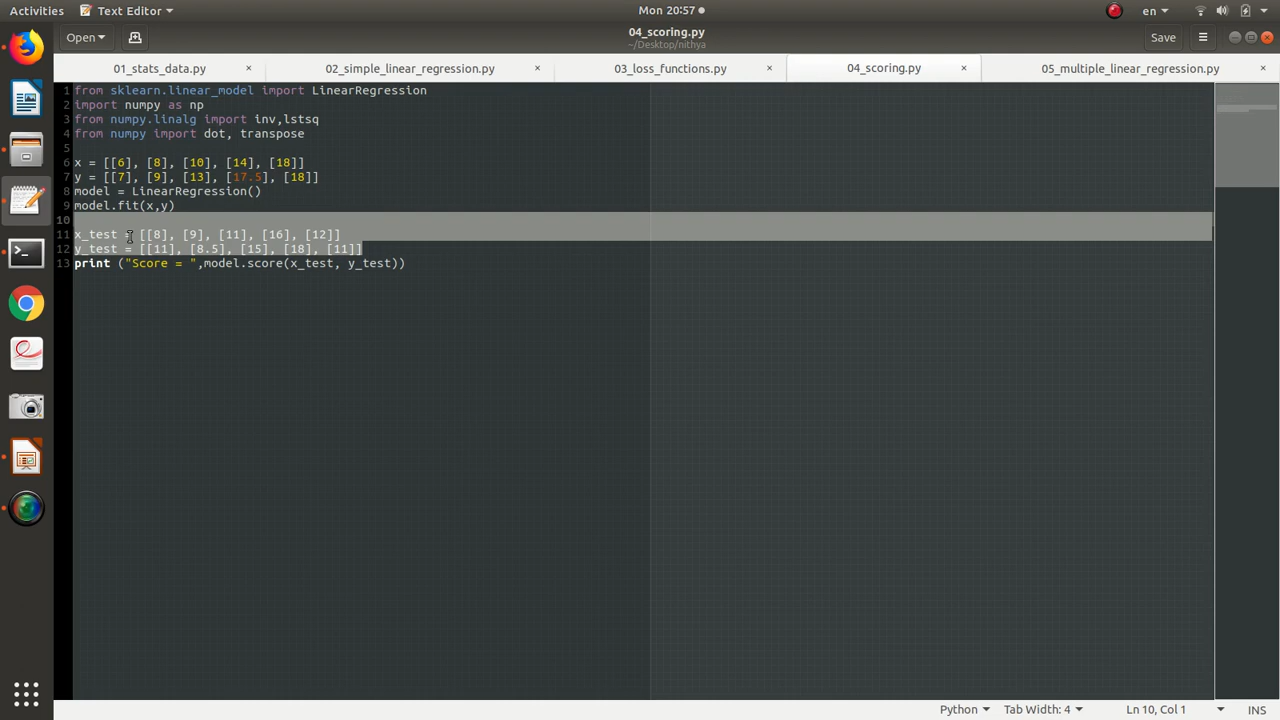 Activities
Text Editor
Mon 20:57
en
Open
04_scoring.py
~/Desktop/nithya
Save
01_stats_data.py
02_simple_linear_regression.py
03_loss_functions.py
04_scoring.py
05_multiple_linear_regression.py
1 from sklearn.linear_model import LinearRegression
2 import numpy as np
3 from numpy.linalg import inv,lstsq
4 from numpy import dot, transpose
5
6 x = [[6], [8], [10], [14], [18]]
7 y = [[7], [9], [13], [17.5], [18]]
8 model = LinearRegression()
9 model.fit(x,y)
10
11 x_test = [[8], [9], [11], [16], [12]]
12 y_test = [[11], [8.5], [15], [18], [11]]
13 print ("Score = ",model.score(x_test, y_test))
Python
Tab Width: 4
Ln 10, Col 1
INS